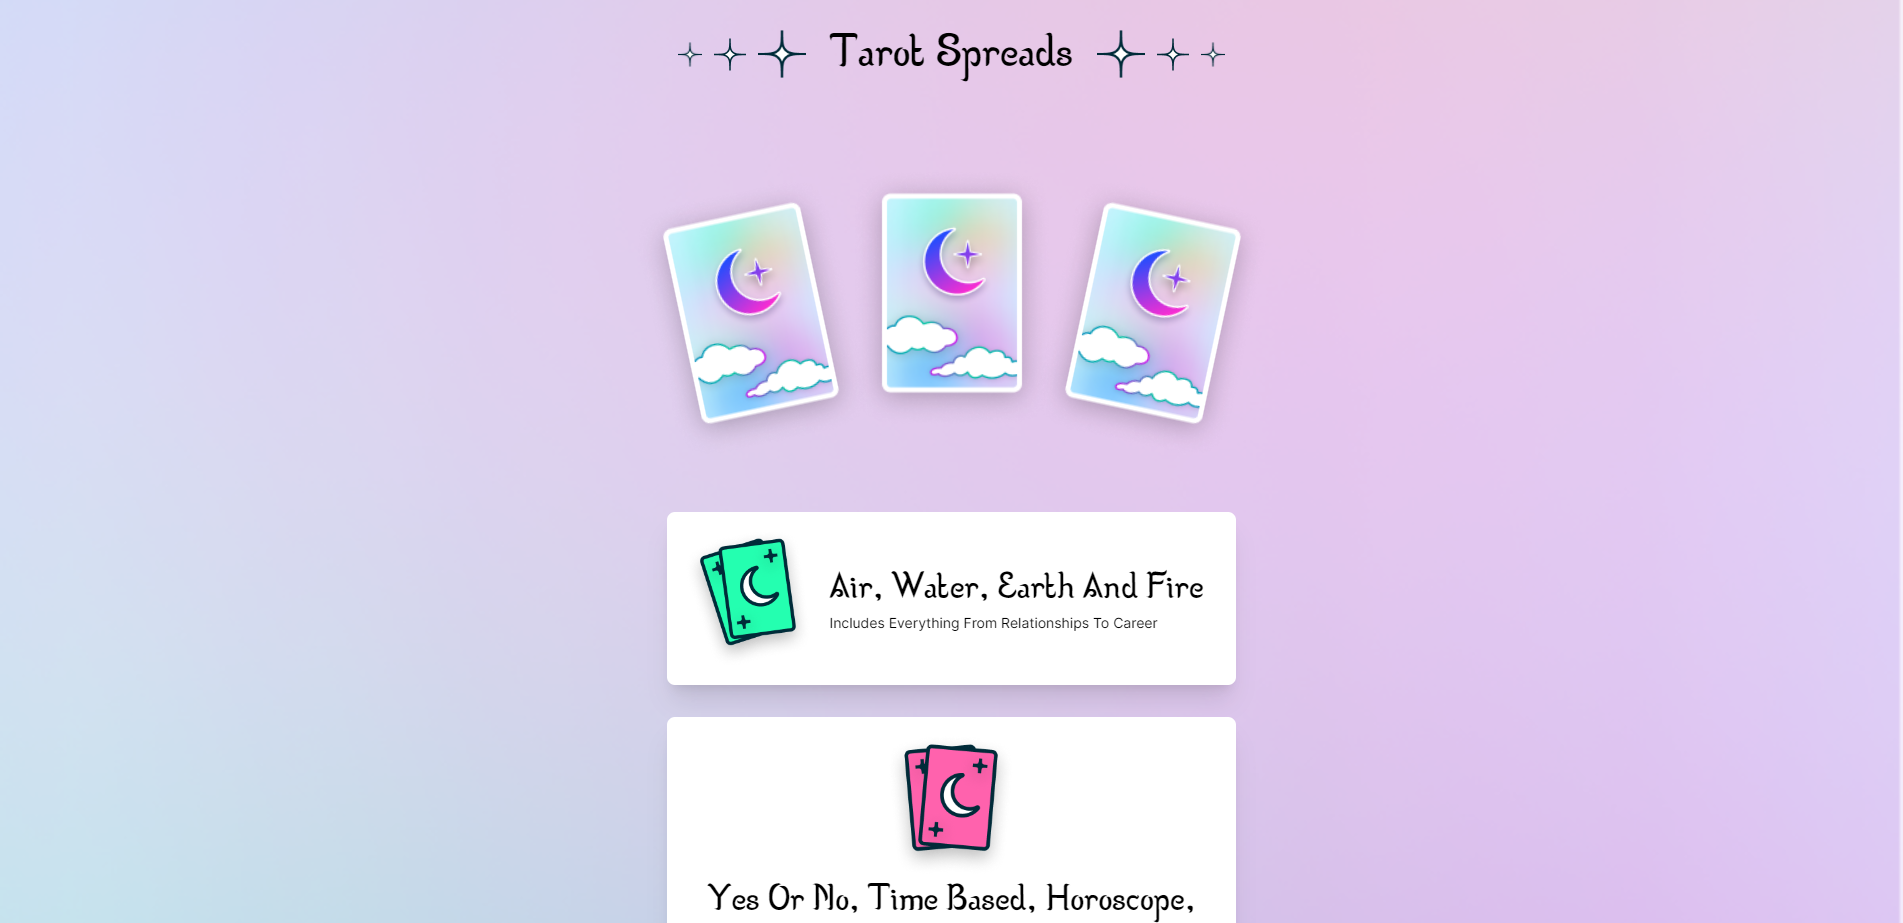 Tarot Spreads
Air, Water, Earth And Fire
Includes Everything From Relationships To Career
Yes Or No, Time Based, Horoscope,